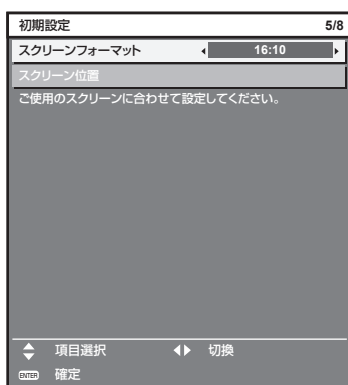 初期設定 5/8
スクリーンフォーマット 16:10
スクリーン位置
ご使用のスクリーンに合わせて設定してください。
項目選択 切換
ENTER 確定